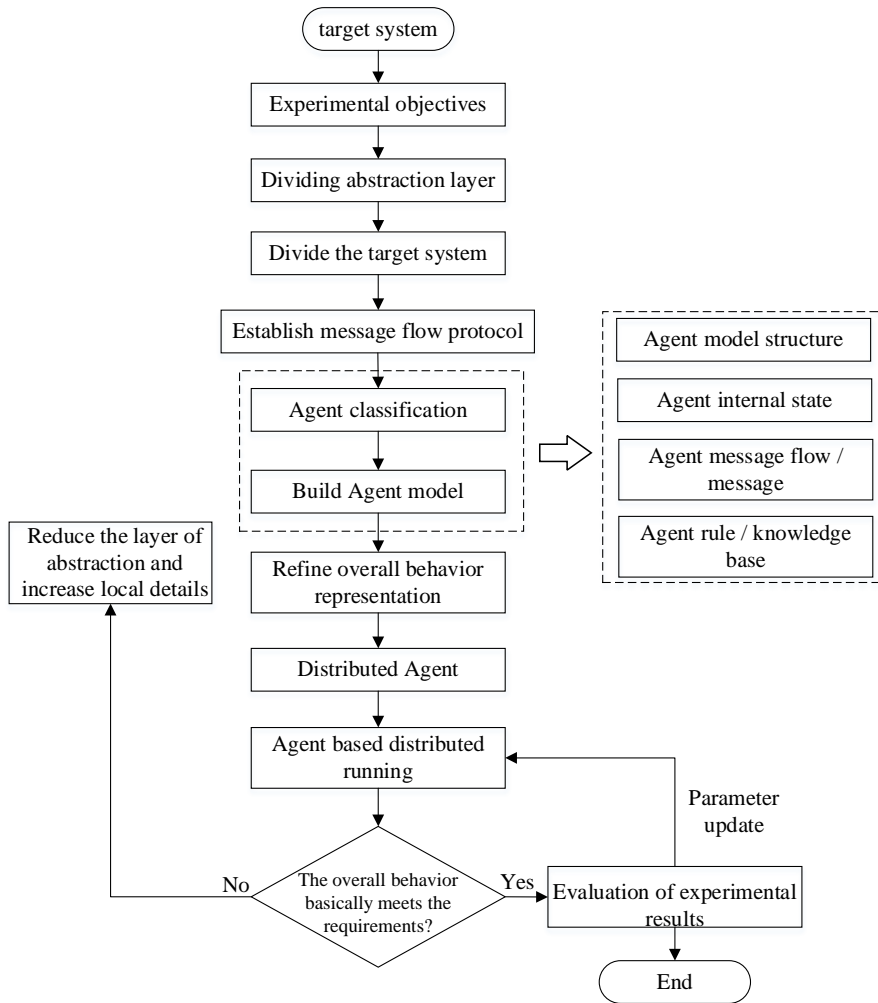 target system
Experimental objectives
Dividing abstraction layer
Divide the target system
Establish message flow protocol
Agent classification
Build Agent model
Agent model structure
Agent internal state
Agent message flow /
message
Agent rule / knowledge
base
Reduce the layer of
abstraction and
increase local details
Refine overall behavior
representation
Distributed Agent
Agent based distributed
running
Parameter
update
No
The overall behavior
basically meets the
requirements?
Yes
Evaluation of experimental
results
End